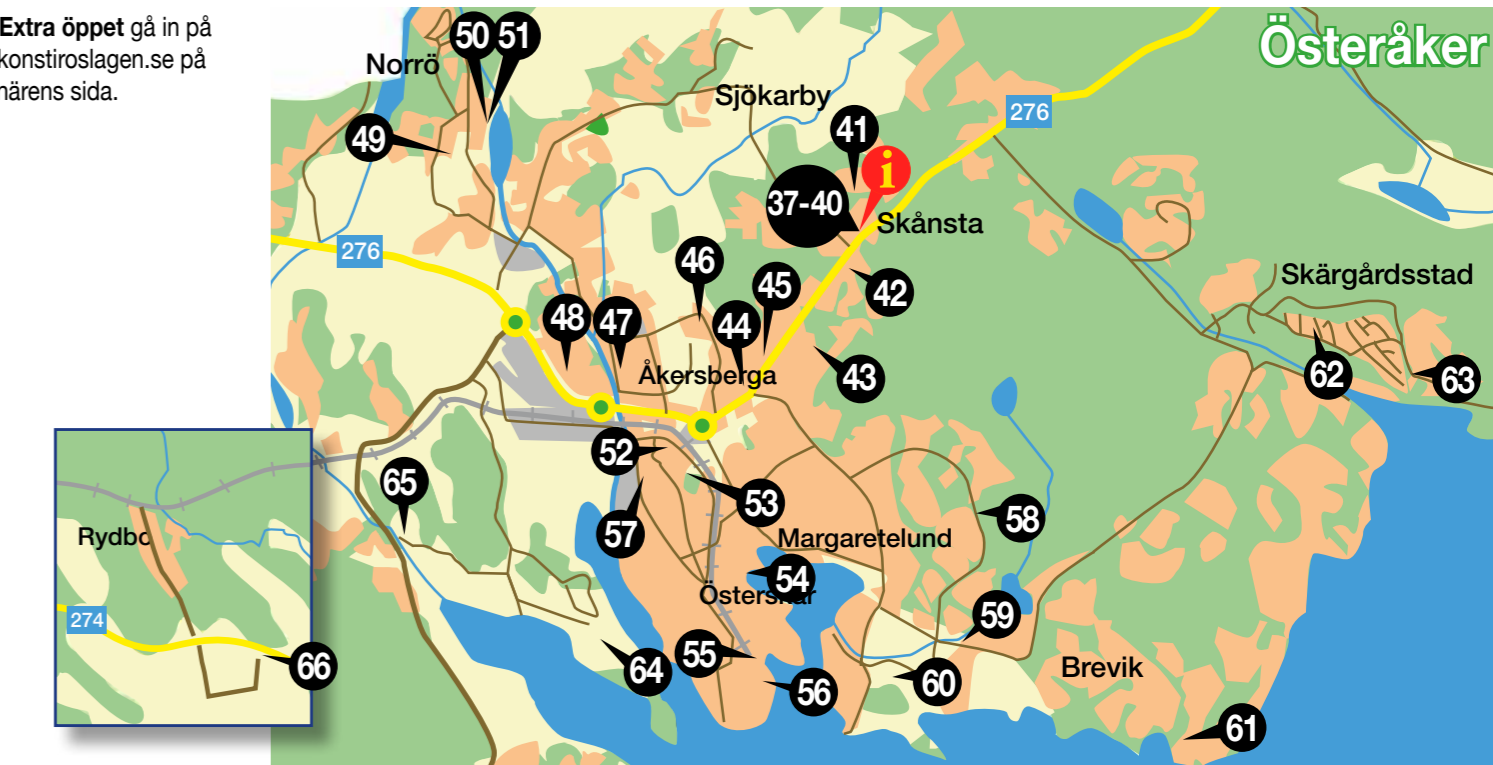 Extra öppet gå in på
konstiroslagen.se på
närens sida.
Österåker
50 51
Norrö
Sjökarby
276
41
49
i
37-40
Skånsta
276
46
45
42
Skärgårdsstad
48 47
44
Åkersberga
43
62
63
52
65
53
58
57
Margaretelund
Rydbo
54
Österskär
274
59
55
66
64
56
60
Brevik
61